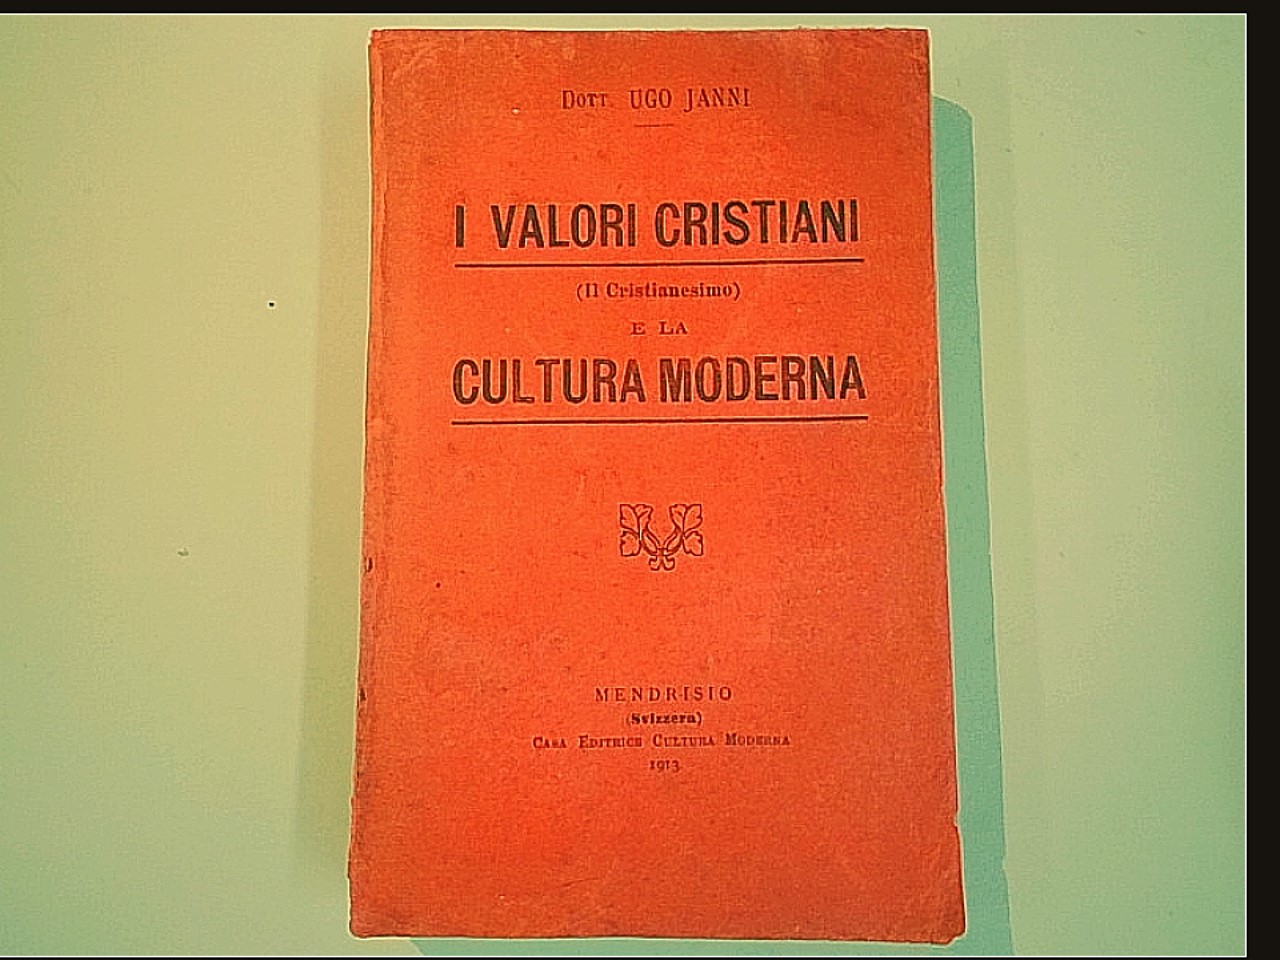 Dott. UGO JANNI
I VALORI CRISTIANI
(Il Cristianesimo)
E LA
CULTURA MODERNA
MENDRISIO
(Svizzera)
Casa Editrice Cultura Moderna
1913